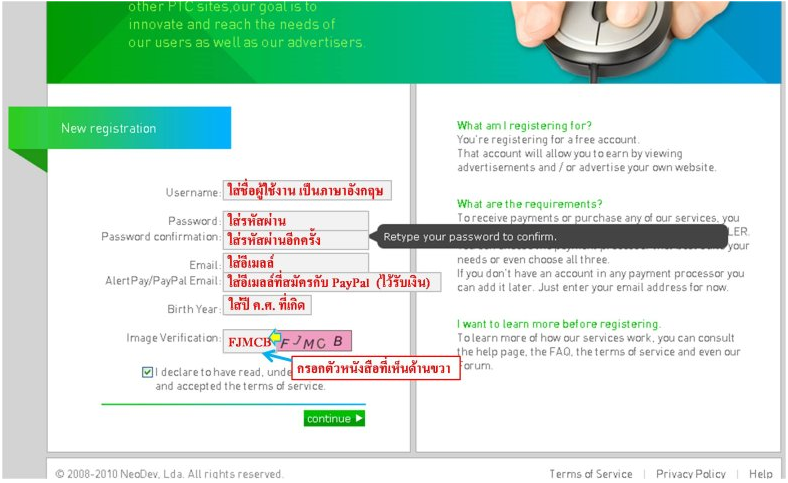 other PTC sites,our goal is to
innovate and reach the needs of
our users as well as our advertisers.
New registration
Username: ใส่ชื่อผู้ใช้งาน เป็นภาษาอังกฤษ
Password: ใส่รหัสผ่าน
Password confirmation: ใส่รหัสผ่านอีกครั้ง
Retype your password to confirm.
Email: ใส่อีเมลล์
AlertPay/PayPal Email: ใส่อีเมลล์ที่สมัครกับ PayPal (ไว้รับเงิน)
Birth Year: ใส่ปี ค.ศ. ที่เกิด
Image Verification: FJMCB FJMCB
กรอกตัวหนังสือที่เห็นด้านขวา
I declare to have read,
and accepted the terms of service.
continue
What am I registering for?
You're registering for a free account.
That account will allow you to earn by viewing
advertisements and / or advertise your own website.
What are the requirements?
To receive payments or purchase any of our services, you
your
needs or even choose all three.
If you don't have an account in any payment processor you
can add it later. Just enter your email address for now.
I want to learn more before registering.
To learn more of how our services work, you can consult
the help page, the FAQ, the terms of service and even our
forum.
© 2008-2010 NeoDev, Lda. All rights reserved.
Terms of Service | Privacy Policy | Help